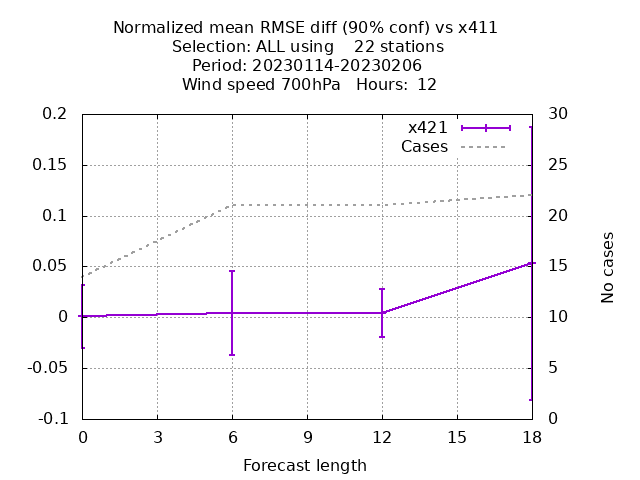 Normalized mean RMSE diff (90% conf) vs x411
Selection: ALL using    22 stations
Period: 20230114-20230206
Wind speed 700hPa   Hours:  12
x421
Cases
0.2
0.15
0.1
0.05
0
-0.05
-0.1
30
25
20
15
10
5
0
No cases
0 3 6 9 12 15 18
Forecast length